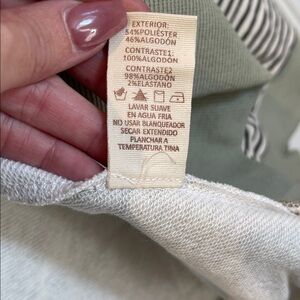 EXTERIOR:
54%POLIÉSTER
46%ALGODÓN
CONTRASTE1:
100%ALGODÓN
CONTRASTE2
98%ALGODÓN
2%ELASTANO
LAVAR SUAVE
EN AGUA FRIA
NO USAR BLANQUEADOR
SECAR EXTENDIDO
PLANCHAR A
TEMPERATURA TINA